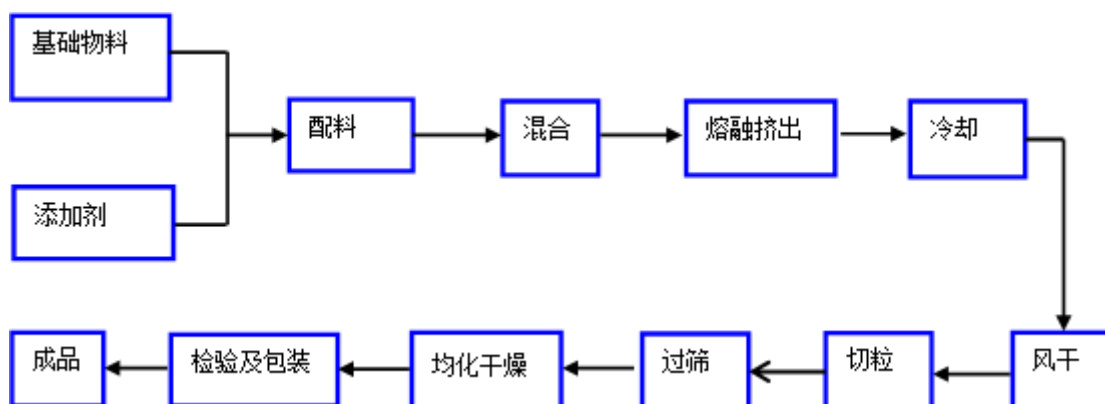 基础物料
配料
混合
熔融挤出
冷却
添加剂
成品
检验及包装
均化干燥
过筛
切粒
风干